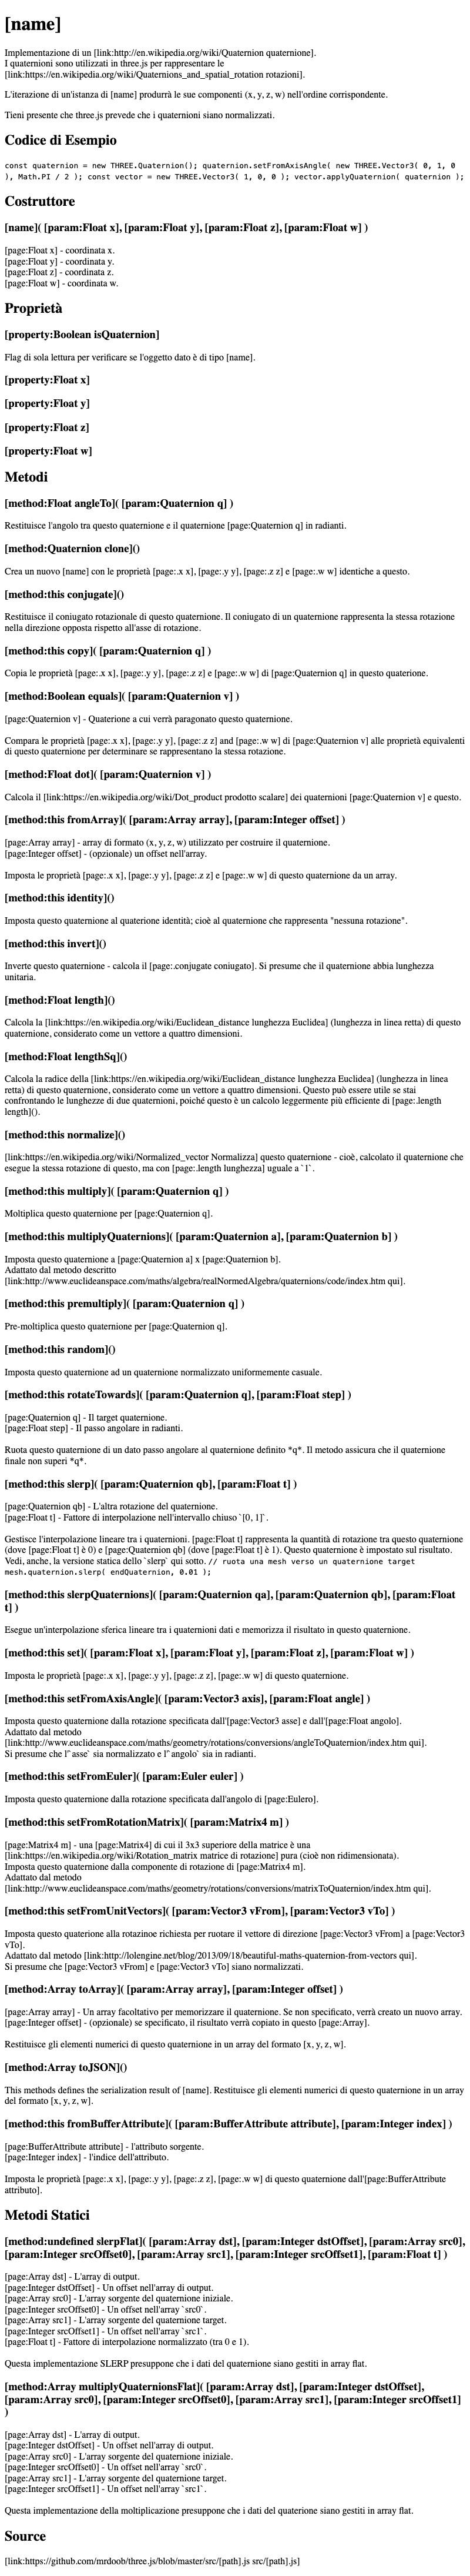 [name]
Implementazione di un [link:http://en.wikipedia.org/wiki/Quaternion quaternione].
I quaternioni sono utilizzati in three.js per rappresentare le
[link:https://en.wikipedia.org/wiki/Quaternions_and_spatial_rotation rotazioni].
L'iterazione di un'istanza di [name] produrrà le sue componenti (x, y, z, w) nell'ordine corrispondente.
Tieni presente che three.js prevede che i quaternioni siano normalizzati.
Codice di Esempio
const quaternion = new THREE.Quaternion(); quaternion.setFromAxisAngle( new THREE.Vector3( 0, 1, 0
), Math.PI / 2 ); const vector = new THREE.Vector3( 1, 0, 0 ); vector.applyQuaternion( quaternion );
Costruttore
[name]( [param:Float x], [param:Float y], [param:Float z], [param:Float w] )
[page:Float x] - coordinata x.
[page:Float y] - coordinata y.
[page:Float z] - coordinata z.
[page:Float w] - coordinata w.
Proprietà
[property:Boolean isQuaternion]
Flag di sola lettura per verificare se l'oggetto dato è di tipo [name].
[property:Float x]
[property:Float y]
[property:Float z]
[property:Float w]
Metodi
[method:Float angleTo]( [param:Quaternion q] )
Restituisce l'angolo tra questo quaternione e il quaternione [page:Quaternion q] in radianti.
[method:Quaternion clone]()
Crea un nuovo [name] con le proprietà [page:.x x], [page:.y y], [page:.z z] e [page:.w w] identiche a questo.
[method:this conjugate]()
Restituisce il coniugato rotazionale di questo quaternione. Il coniugato di un quaternione rappresenta la stessa rotazione
nella direzione opposta rispetto all'asse di rotazione.
[method:this copy]( [param:Quaternion q] )
Copia le proprietà [page:.x x], [page:.y y], [page:.z z] e [page:.w w] di [page:Quaternion q] in questo quaterione.
[method:Boolean equals]( [param:Quaternion v] )
[page:Quaternion v] - Quaterione a cui verrà paragonato questo quaternione.
Compara le proprietà [page:.x x], [page:.y y], [page:.z z] and [page:.w w] di [page:Quaternion v] alle proprietà equivalenti
di questo quaternione per determinare se rappresentano la stessa rotazione.
[method:Float dot]( [param:Quaternion v] )
Calcola il [link:https://en.wikipedia.org/wiki/Dot_product prodotto scalare] dei quaternioni [page:Quaternion v] e questo.
[method:this fromArray]( [param:Array array], [param:Integer offset] )
[page:Array array] - array di formato (x, y, z, w) utilizzato per costruire il quaternione.
[page:Integer offset] - (opzionale) un offset nell'array.
Imposta le proprietà [page:.x x], [page:.y y], [page:.z z] e [page:.w w] di questo quaternione da un array.
[method:this identity]()
Imposta questo quaternione al quaterione identità; cioè al quaternione che rappresenta "nessuna rotazione".
[method:this invert]()
Inverte questo quaternione - calcola il [page:.conjugate coniugato]. Si presume che il quaternione abbia lunghezza
unitaria.
[method:Float length]()
Calcola la [link:https://en.wikipedia.org/wiki/Euclidean_distance lunghezza Euclidea] (lunghezza in linea retta) di questo
quaternione, considerato come un vettore a quattro dimensioni.
[method:Float lengthSq]()
Calcola la radice della [link:https://en.wikipedia.org/wiki/Euclidean_distance lunghezza Euclidea] (lunghezza in linea
retta) di questo quaternione, considerato come un vettore a quattro dimensioni. Questo può essere utile se stai
confrontando le lunghezze di due quaternioni, poiché questo è un calcolo leggermente più efficiente di [page:.length
length]().
[method:this normalize]()
[link:https://en.wikipedia.org/wiki/Normalized_vector Normalizza] questo quaternione - cioè, calcolato il quaternione che
esegue la stessa rotazione di questo, ma con [page:.length lunghezza] uguale a `1`.
[method:this multiply]( [param:Quaternion q] )
Moltiplica questo quaternione per [page:Quaternion q].
[method:this multiplyQuaternions]( [param:Quaternion a], [param:Quaternion b] )
Imposta questo quaternione a [page:Quaternion a] x [page:Quaternion b].
Adattato dal metodo descritto
[link:http://www.euclideanspace.com/maths/algebra/realNormedAlgebra/quaternions/code/index.htm qui].
[method:this premultiply]( [param:Quaternion q] )
Pre-moltiplica questo quaternione per [page:Quaternion q].
[method:this random]()
Imposta questo quaternione ad un quaternione normalizzato uniformemente casuale.
[method:this rotateTowards]( [param:Quaternion q], [param:Float step] )
[page:Quaternion q] - Il target quaternione.
[page:Float step] - Il passo angolare in radianti.
Ruota questo quaternione di un dato passo angolare al quaternione definito *q*. Il metodo assicura che il quaternione
finale non superi *q*.
[method:this slerp]( [param:Quaternion qb], [param:Float t] )
[page:Quaternion qb] - L'altra rotazione del quaternione.
[page:Float t] - Fattore di interpolazione nell'intervallo chiuso `[0, 1]`.
Gestisce l'interpolazione lineare tra i quaternioni. [page:Float t] rappresenta la quantità di rotazione tra questo quaternione
(dove [page:Float t] è 0) e [page:Quaternion qb] (dove [page:Float t] è 1). Questo quaternione è impostato sul risultato.
Vedi, anche, la versione statica dello `slerp` qui sotto. // ruota una mesh verso un quaternione target
mesh.quaternion.slerp( endQuaternion, 0.01 );
[method:this slerpQuaternions]( [param:Quaternion qa], [param:Quaternion qb], [param:Float
t] )
Esegue un'interpolazione sferica lineare tra i quaternioni dati e memorizza il risultato in questo quaternione.
[method:this set]( [param:Float x], [param:Float y], [param:Float z], [param:Float w] )
Imposta le proprietà [page:.x x], [page:.y y], [page:.z z], [page:.w w] di questo quaternione.
[method:this setFromAxisAngle]( [param:Vector3 axis], [param:Float angle] )
Imposta questo quaternione dalla rotazione specificata dall'[page:Vector3 asse] e dall'[page:Float angolo].
Adattato dal metodo
[link:http://www.euclideanspace.com/maths/geometry/rotations/conversions/angleToQuaternion/index.htm qui].
Si presume che l'`asse` sia normalizzato e l'`angolo` sia in radianti.
[method:this setFromEuler]( [param:Euler euler] )
Imposta questo quaternione dalla rotazione specificata dall'angolo di [page:Eulero].
[method:this setFromRotationMatrix]( [param:Matrix4 m] )
[page:Matrix4 m] - una [page:Matrix4] di cui il 3x3 superiore della matrice è una
[link:https://en.wikipedia.org/wiki/Rotation_matrix matrice di rotazione] pura (cioè non ridimensionata).
Imposta questo quaternione dalla componente di rotazione di [page:Matrix4 m].
Adattato dal metodo
[link:http://www.euclideanspace.com/maths/geometry/rotations/conversions/matrixToQuaternion/index.htm qui].
[method:this setFromUnitVectors]( [param:Vector3 vFrom], [param:Vector3 vTo] )
Imposta questo quaterione alla rotazinoe richiesta per ruotare il vettore di direzione [page:Vector3 vFrom] a [page:Vector3
vTo].
Adattato dal metodo [link:http://lolengine.net/blog/2013/09/18/beautiful-maths-quaternion-from-vectors qui].
Si presume che [page:Vector3 vFrom] e [page:Vector3 vTo] siano normalizzati.
[method:Array toArray]( [param:Array array], [param:Integer offset] )
[page:Array array] - Un array facoltativo per memorizzare il quaternione. Se non specificato, verrà creato un nuovo array.
[page:Integer offset] - (opzionale) se specificato, il risultato verrà copiato in questo [page:Array].
Restituisce gli elementi numerici di questo quaternione in un array del formato [x, y, z, w].
[method:Array toJSON]()
This methods defines the serialization result of [name]. Restituisce gli elementi numerici di questo quaternione in un array
del formato [x, y, z, w].
[method:this fromBufferAttribute]( [param:BufferAttribute attribute], [param:Integer index] )
[page:BufferAttribute attribute] - l'attributo sorgente.
[page:Integer index] - l'indice dell'attributo.
Imposta le proprietà [page:.x x], [page:.y y], [page:.z z], [page:.w w] di questo quaternione dall'[page:BufferAttribute
attributo].
Metodi Statici
[method:undefined slerpFlat]( [param:Array dst], [param:Integer dstOffset], [param:Array src0],
[param:Integer srcOffset0], [param:Array src1], [param:Integer srcOffset1], [param:Float t] )
[page:Array dst] - L'array di output.
[page:Integer dstOffset] - Un offset nell'array di output.
[page:Array src0] - L'array sorgente del quaternione iniziale.
[page:Integer srcOffset0] - Un offset nell'array `src0`.
[page:Array src1] - L'array sorgente del quaternione target.
[page:Integer srcOffset1] - Un offset nell'array `src1`.
[page:Float t] - Fattore di interpolazione normalizzato (tra 0 e 1).
Questa implementazione SLERP presuppone che i dati del quaternione siano gestiti in array flat.
[method:Array multiplyQuaternionsFlat]( [param:Array dst], [param:Integer dstOffset],
[param:Array src0], [param:Integer srcOffset0], [param:Array src1], [param:Integer srcOffset1]
)
[page:Array dst] - L'array di output.
[page:Integer dstOffset] - Un offset nell'array di output.
[page:Array src0] - L'array sorgente del quaternione iniziale.
[page:Integer srcOffset0] - Un offset nell'array `src0`.
[page:Array src1] - L'array sorgente del quaternione target.
[page:Integer srcOffset1] - Un offset nell'array `src1`.
Questa implementazione della moltiplicazione presuppone che i dati del quaterione siano gestiti in array flat.
Source
[link:https://github.com/mrdoob/three.js/blob/master/src/[path].js src/[path].js]